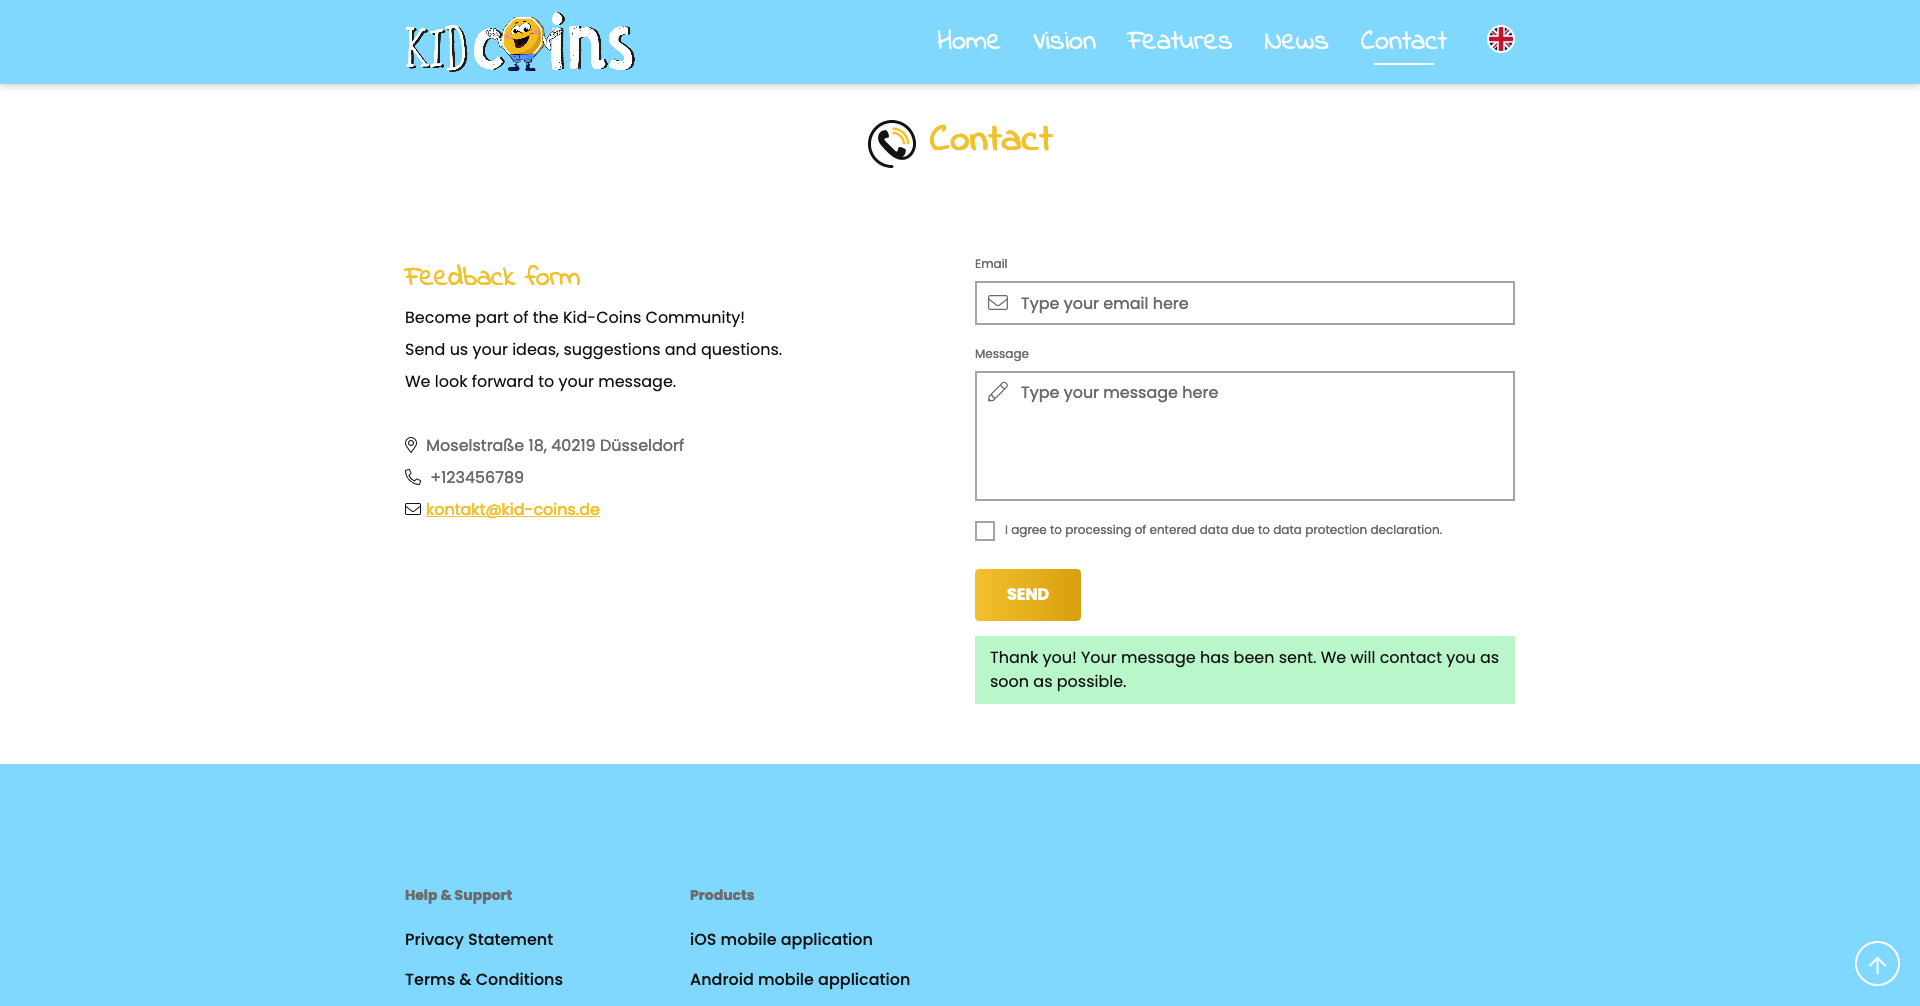 KID coins
Home Vision Features News Contact
Contact
Feedback form
Become part of the Kid-Coins Community!
Send us your ideas, suggestions and questions.
We look forward to your message.
Moselstraße 18, 40219 Düsseldorf
+123456789
kontakt@kid-coins.de
Email
Type your email here
Message
Type your message here
I agree to processing of entered data due to data protection declaration.
SEND
Thank you! Your message has been sent. We will contact you as
soon as possible.
Help & Support
Privacy Statement
Terms & Conditions
Products
iOS mobile application
Android mobile application